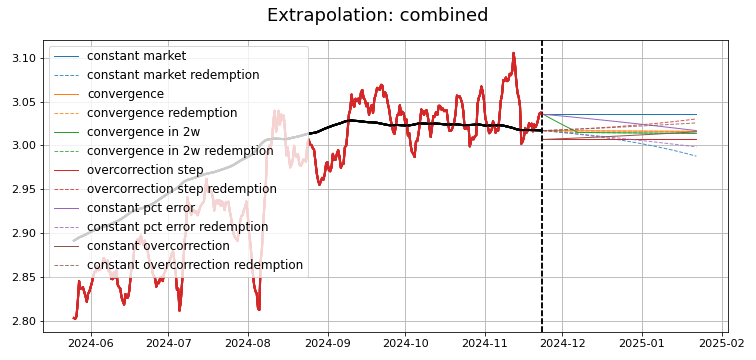 Extrapolation: combined
3.10
3.05
3.00
2.95
2.90
2.85
2.80
constant market
constant market redemption
convergence
convergence redemption
convergence in 2w
convergence in 2w redemption
overcorrection step
overcorrection step redemption
constant pct error
constant pct error redemption
constant overcorrection
constant overcorrection redemption
2024-06 2024-07 2024-08 2024-09 2024-10 2024-11 2024-12 2025-01 2025-02